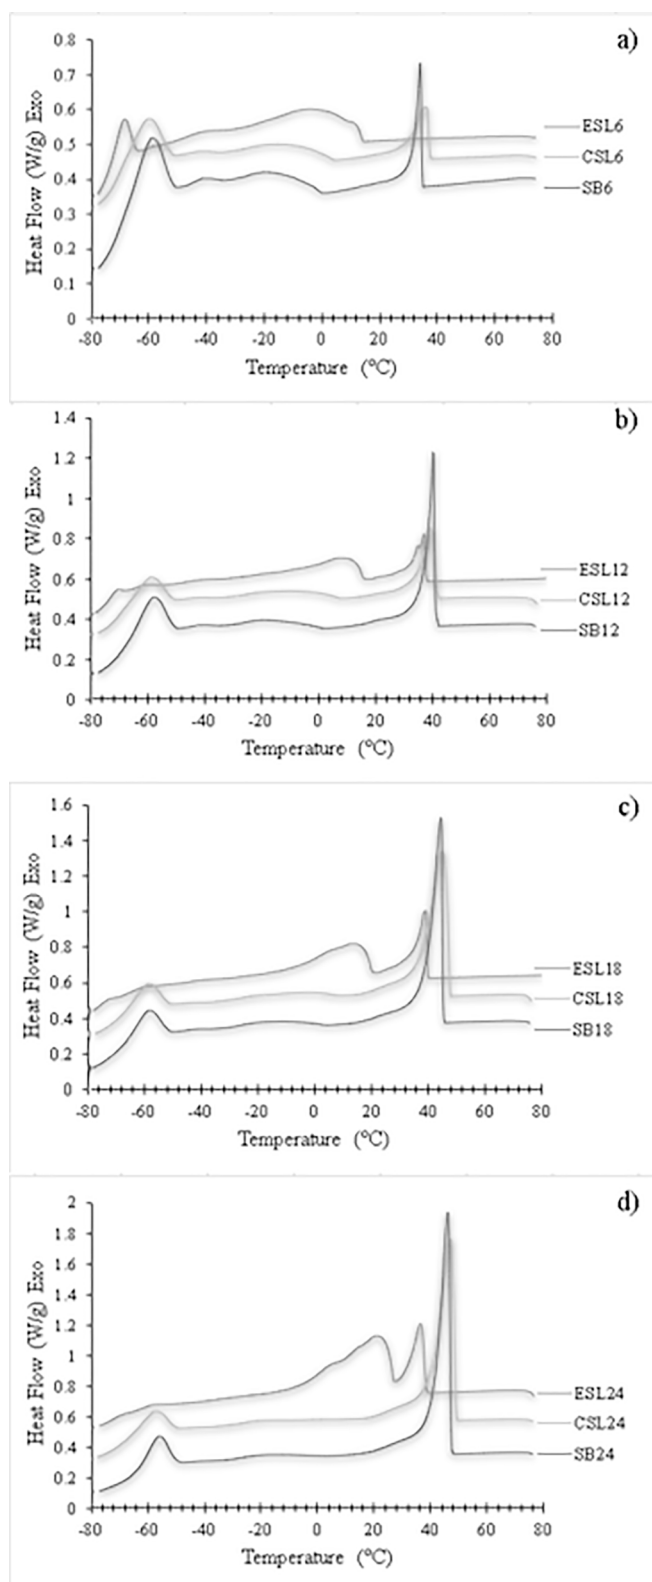 a)
0.8
0.7
0.6
0.5
0.4
0.3
0.2
0.1
0
Heat Flow (W/g) Exo
ESL6
CSL6
SB6
-80 -60 -40 -20 0 20 40 60 80
Temperature (°C)
b)
1.4
1.2
1
0.8
0.6
0.4
0.2
0
Heat Flow (W/g) Exo
ESL12
CSL12
SB12
-80 -60 -40 -20 0 20 40 60 80
Temperature (°C)
c)
1.6
1.4
1.2
1
0.8
0.6
0.4
0.2
0
Heat Flow (W/g) Exo
ESL18
CSL18
SB18
-80 -60 -40 -20 0 20 40 60 80
Temperature (°C)
d)
2
1.8
1.6
1.4
1.2
1
0.8
0.6
0.4
0.2
0
Heat Flow (W/g) Exo
ESL24
CSL24
SB24
-80 -60 -40 -20 0 20 40 60 80
Temperature (°C)